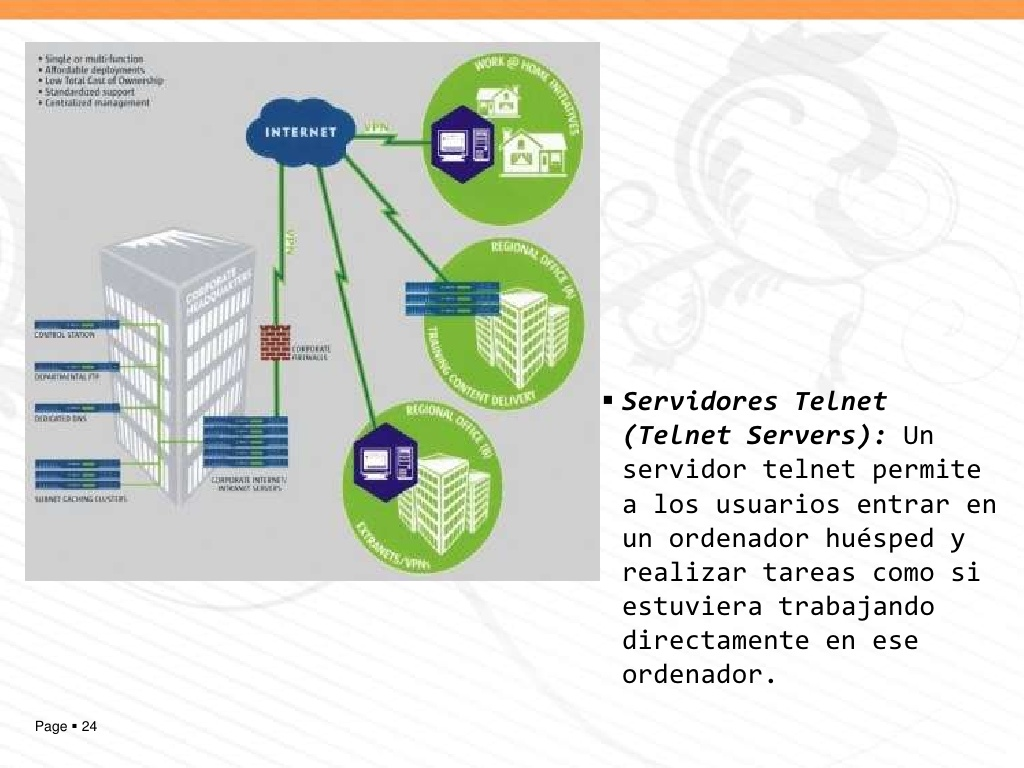 • Single or multi-function
• Affordable deployments
• Low Total Cost of Ownership
• Standardized support
• Centralized management
INTERNET
VPN
WORK @ HOME INITIATIVES
VPN
REGIONAL OFFICE (A)
TRAINING CONTENT DELIVERY
CORPORATE
HEADQUARTERS
CONTROL STATION
DEPARTMENTAL FTP
DEDICATED DNS
SUBNET CACHING CLUSTERS
CORPORATE
FIREWALLS
CORPORATE INTERNET/
INTRANET SERVERS
REGIONAL OFFICE (B)
EXTRANETS/VPNs
▪ Servidores Telnet
(Telnet Servers): Un
servidor telnet permite
a los usuarios entrar en
un ordenador huésped y
realizar tareas como si
estuviera trabajando
directamente en ese
ordenador.
Page ▪ 24